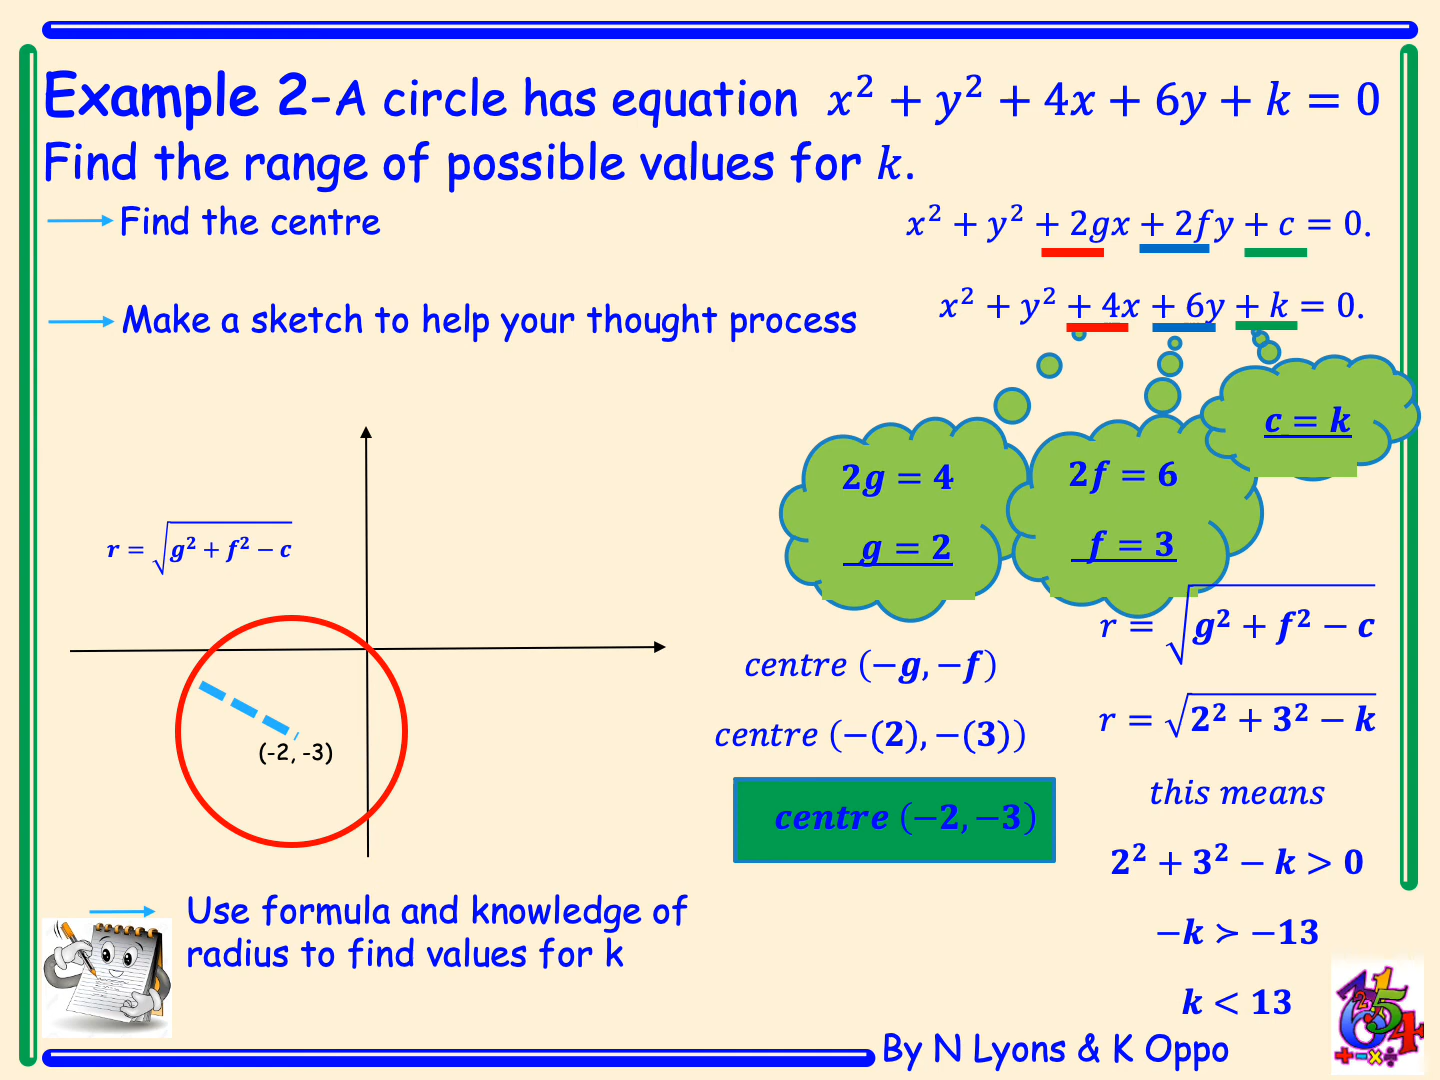 Example 2-A circle has equation x² + y² + 4x + 6y + k = 0
Find the range of possible values for k.
Find the centre
x² + y² + 2gx + 2fy + c = 0.
Make a sketch to help your thought process
x² + y² + 4x + 6y + k = 0.
c = k
2g = 4
g = 2
2f = 6
f = 3
r = √(g² + f² − c)
(-2, -3)
centre (−g, −f)
centre (−(2), −(3))
centre (−2, −3)
r = √(g² + f² − c)
r = √(2² + 3² − k)
this means
2² + 3² − k > 0
−k ≻ −13
k < 13
Use formula and knowledge of
radius to find values for k
By N Lyons & K Oppo